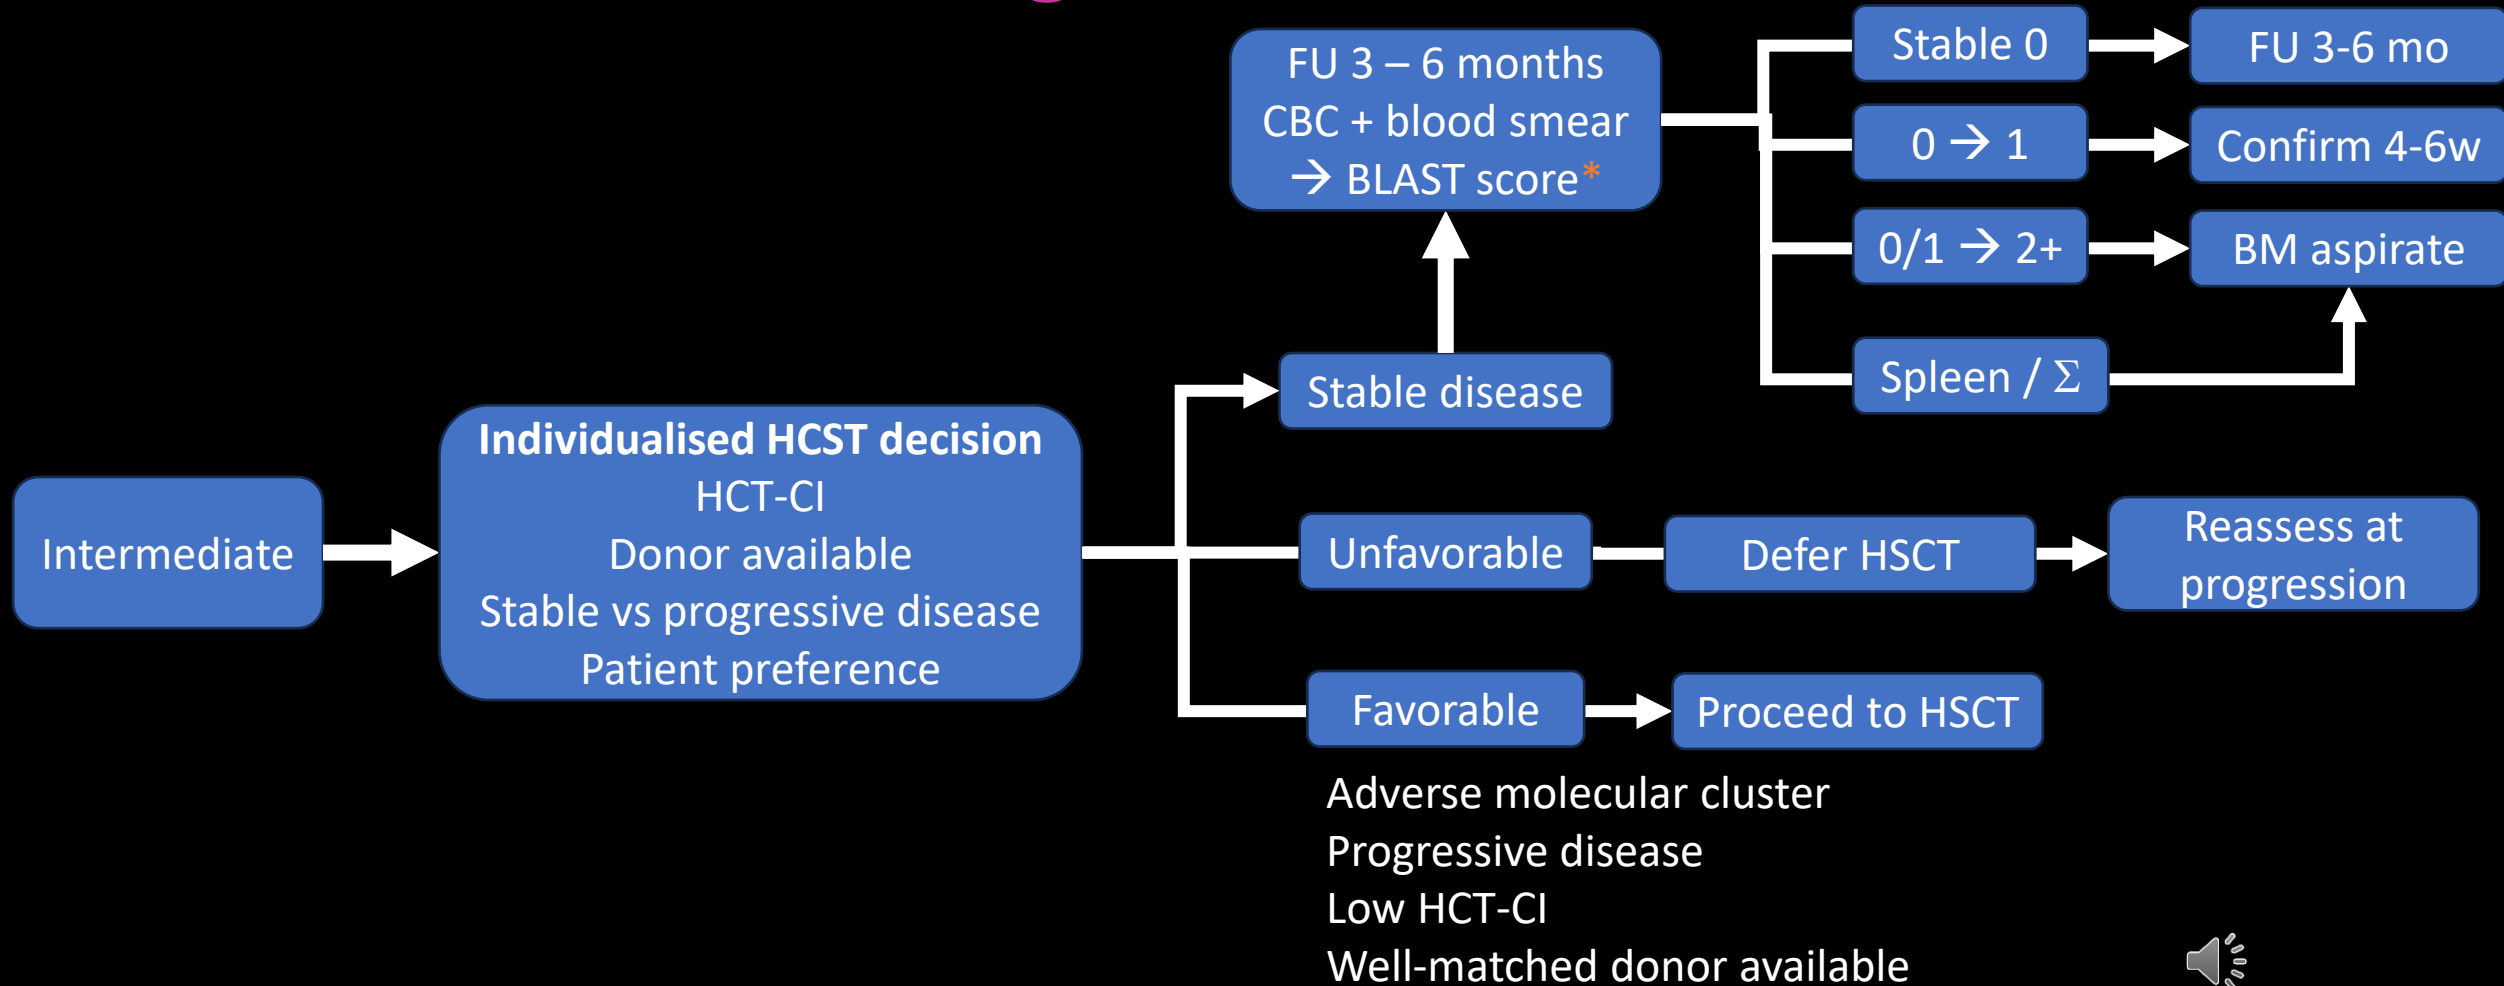 FU 3 – 6 months
CBC + blood smear
→ BLAST score*
Stable 0
FU 3-6 mo
0 → 1
Confirm 4-6w
0/1 → 2+
BM aspirate
Spleen / Σ
Stable disease
Intermediate
Individualised HCST decision
HCT-CI
Donor available
Stable vs progressive disease
Patient preference
Unfavorable
Defer HSCT
Reassess at
progression
Favorable
Proceed to HSCT
Adverse molecular cluster
Progressive disease
Low HCT-CI
Well-matched donor available